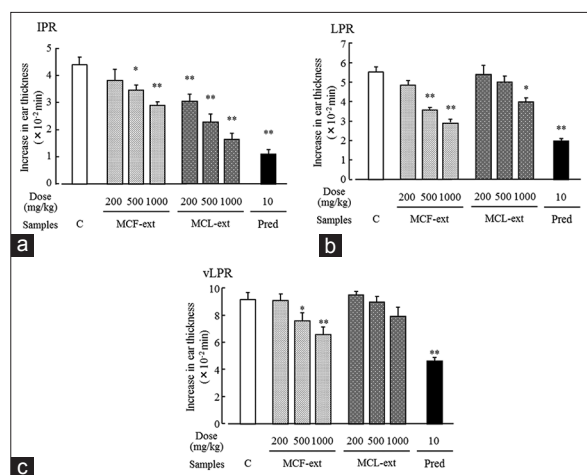 IPR
Increase in ear thickness
(×10⁻² min)
5
4
3
2
1
0
* ** ** ** ** **
Dose
(mg/kg)
200 500 1000 200 500 1000 10
Samples C MCF-ext MCL-ext Pred
a
LPR
Increase in ear thickness
(×10⁻² min)
7
6
5
4
3
2
1
0
** ** * **
Dose
(mg/kg)
200 500 1000 200 500 1000 10
Samples C MCF-ext MCL-ext Pred
b
vLPR
Increase in ear thickness
(×10⁻² min)
10
8
6
4
2
0
* ** **
Dose
(mg/kg)
200 500 1000 200 500 1000 10
Samples C MCF-ext MCL-ext Pred
c